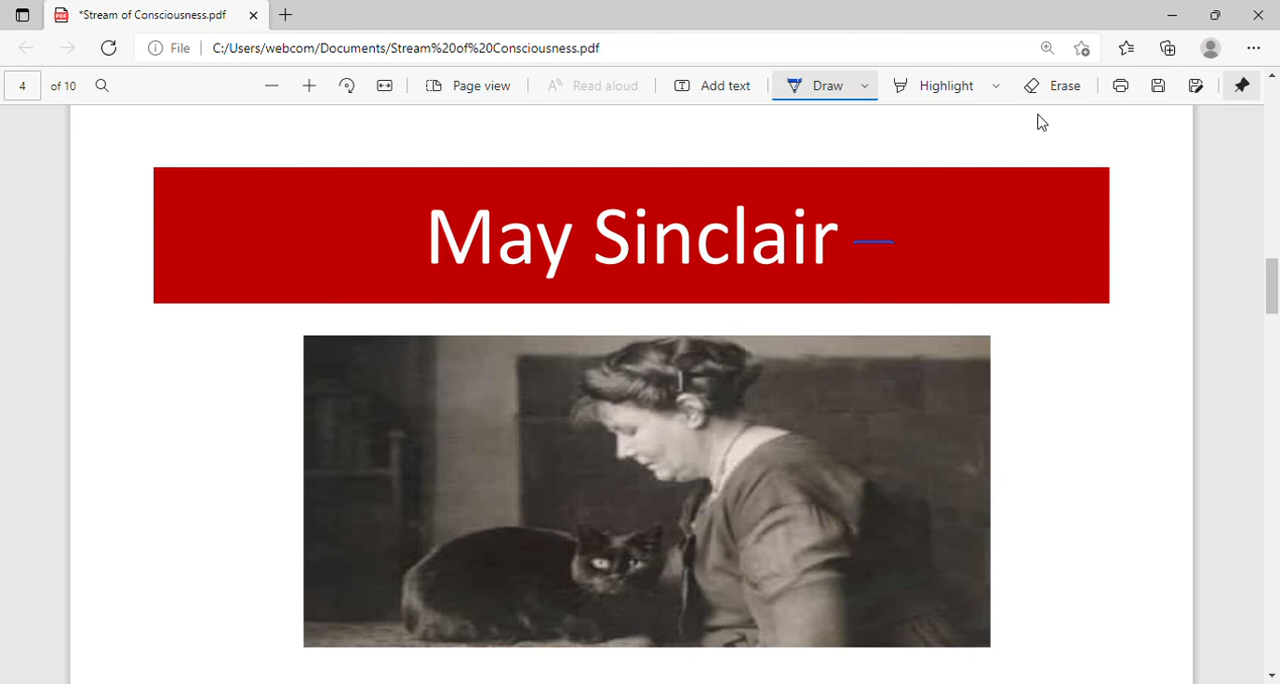 *Stream of Consciousness.pdf
File
C:/Users/webcom/Documents/Stream%20of%20Consciousness.pdf
4 of 10
Page view
Read aloud
Add text
Draw
Highlight
Erase
May Sinclair